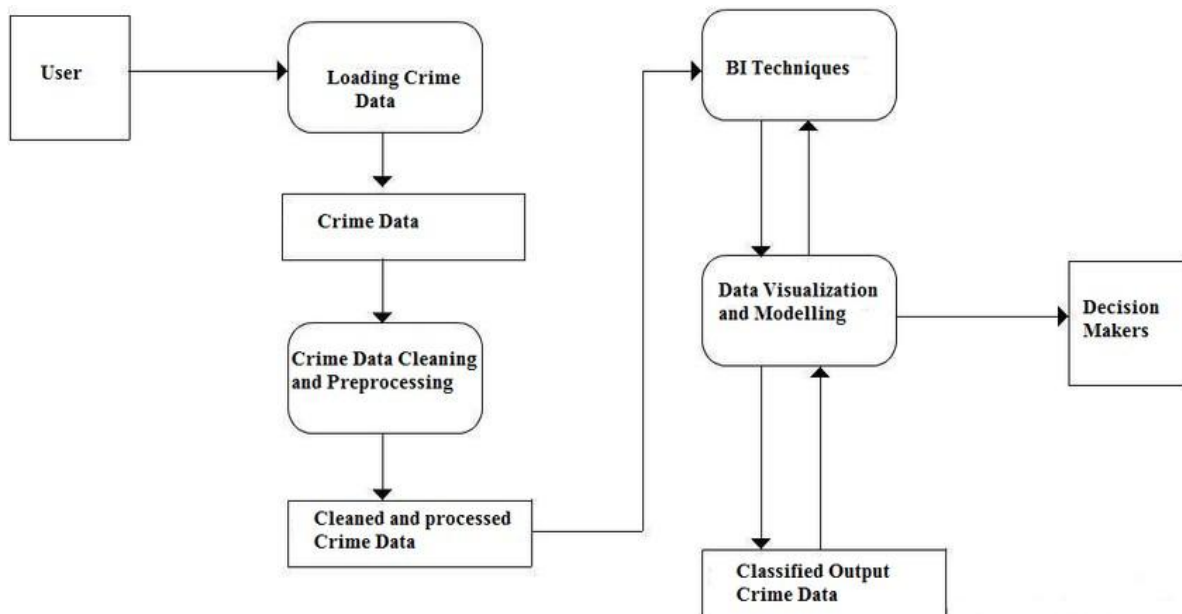 User
Loading Crime
Data
Crime Data
Crime Data Cleaning
and Preprocessing
Cleaned and processed
Crime Data
BI Techniques
Data Visualization
and Modelling
Decision
Makers
Classified Output
Crime Data